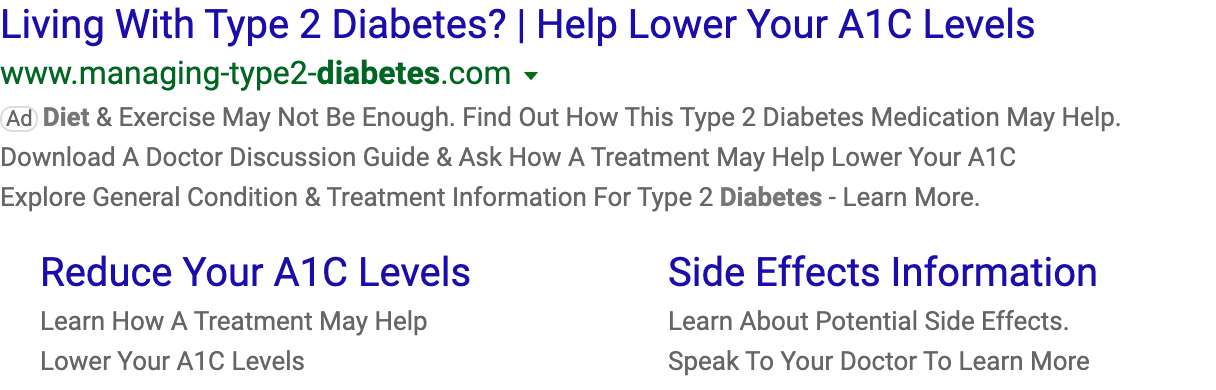 Living With Type 2 Diabetes? | Help Lower Your A1C Levels
www.managing-type2-diabetes.com
Ad Diet & Exercise May Not Be Enough. Find Out How This Type 2 Diabetes Medication May Help.
Download A Doctor Discussion Guide & Ask How A Treatment May Help Lower Your A1C
Explore General Condition & Treatment Information For Type 2 Diabetes - Learn More.
Reduce Your A1C Levels
Learn How A Treatment May Help
Lower Your A1C Levels
Side Effects Information
Learn About Potential Side Effects.
Speak To Your Doctor To Learn More